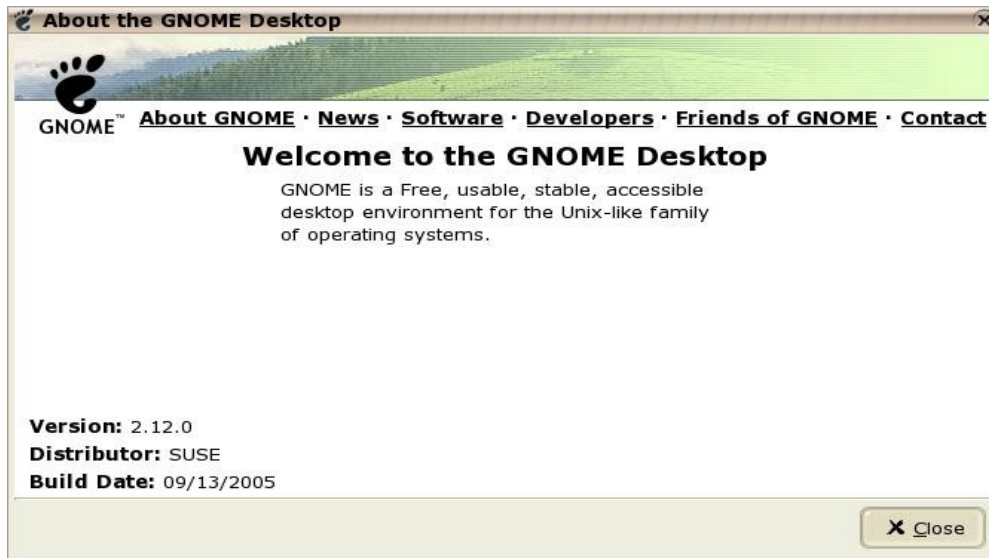 About the GNOME Desktop
GNOME™
About GNOME · News · Software · Developers · Friends of GNOME · Contact
Welcome to the GNOME Desktop
GNOME is a Free, usable, stable, accessible
desktop environment for the Unix-like family
of operating systems.
Version: 2.12.0
Distributor: SUSE
Build Date: 09/13/2005
Close